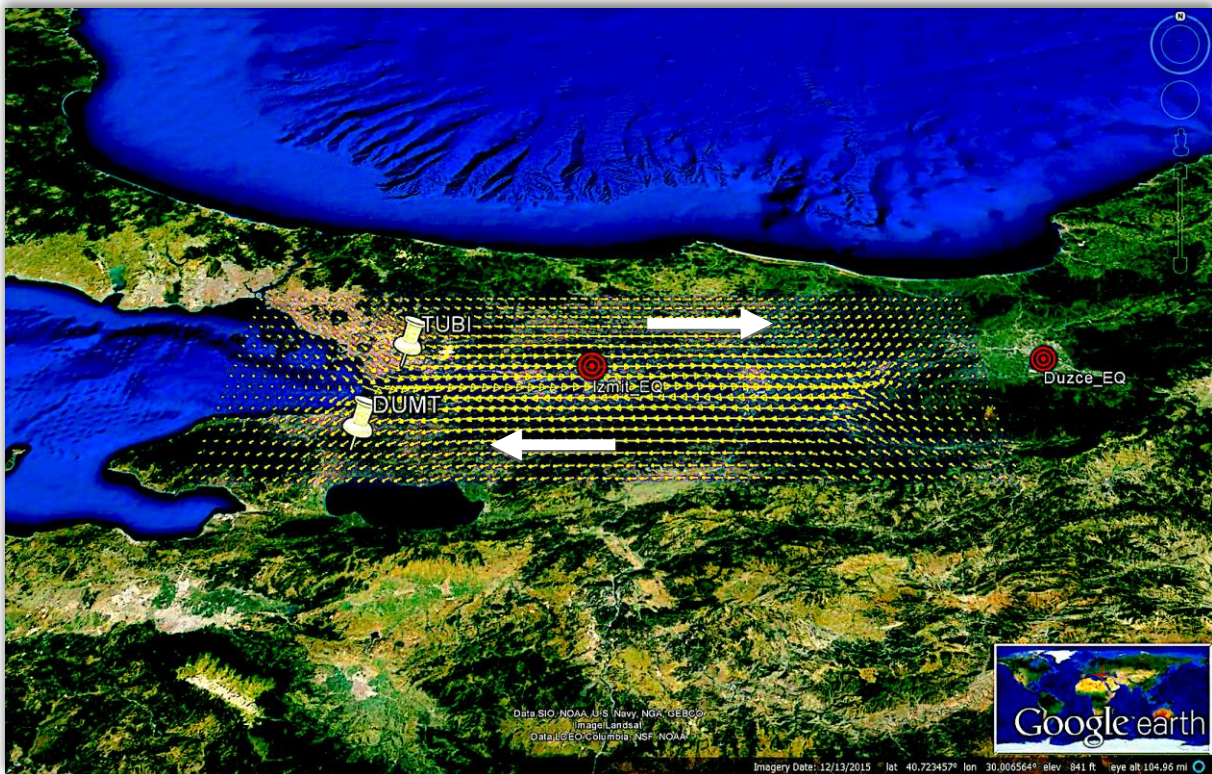 N
TUBI
Izmit_EQ
Duzce_EQ
DUMT
Data SIO, NOAA, U.S. Navy, NGA, GEBCO
Image Landsat
Data LDEO-Columbia, NSF, NOAA
Google earth
Imagery Date: 12/13/2015 lat 40.723457° lon 30.006564° elev 841 ft eye alt 104.96 mi